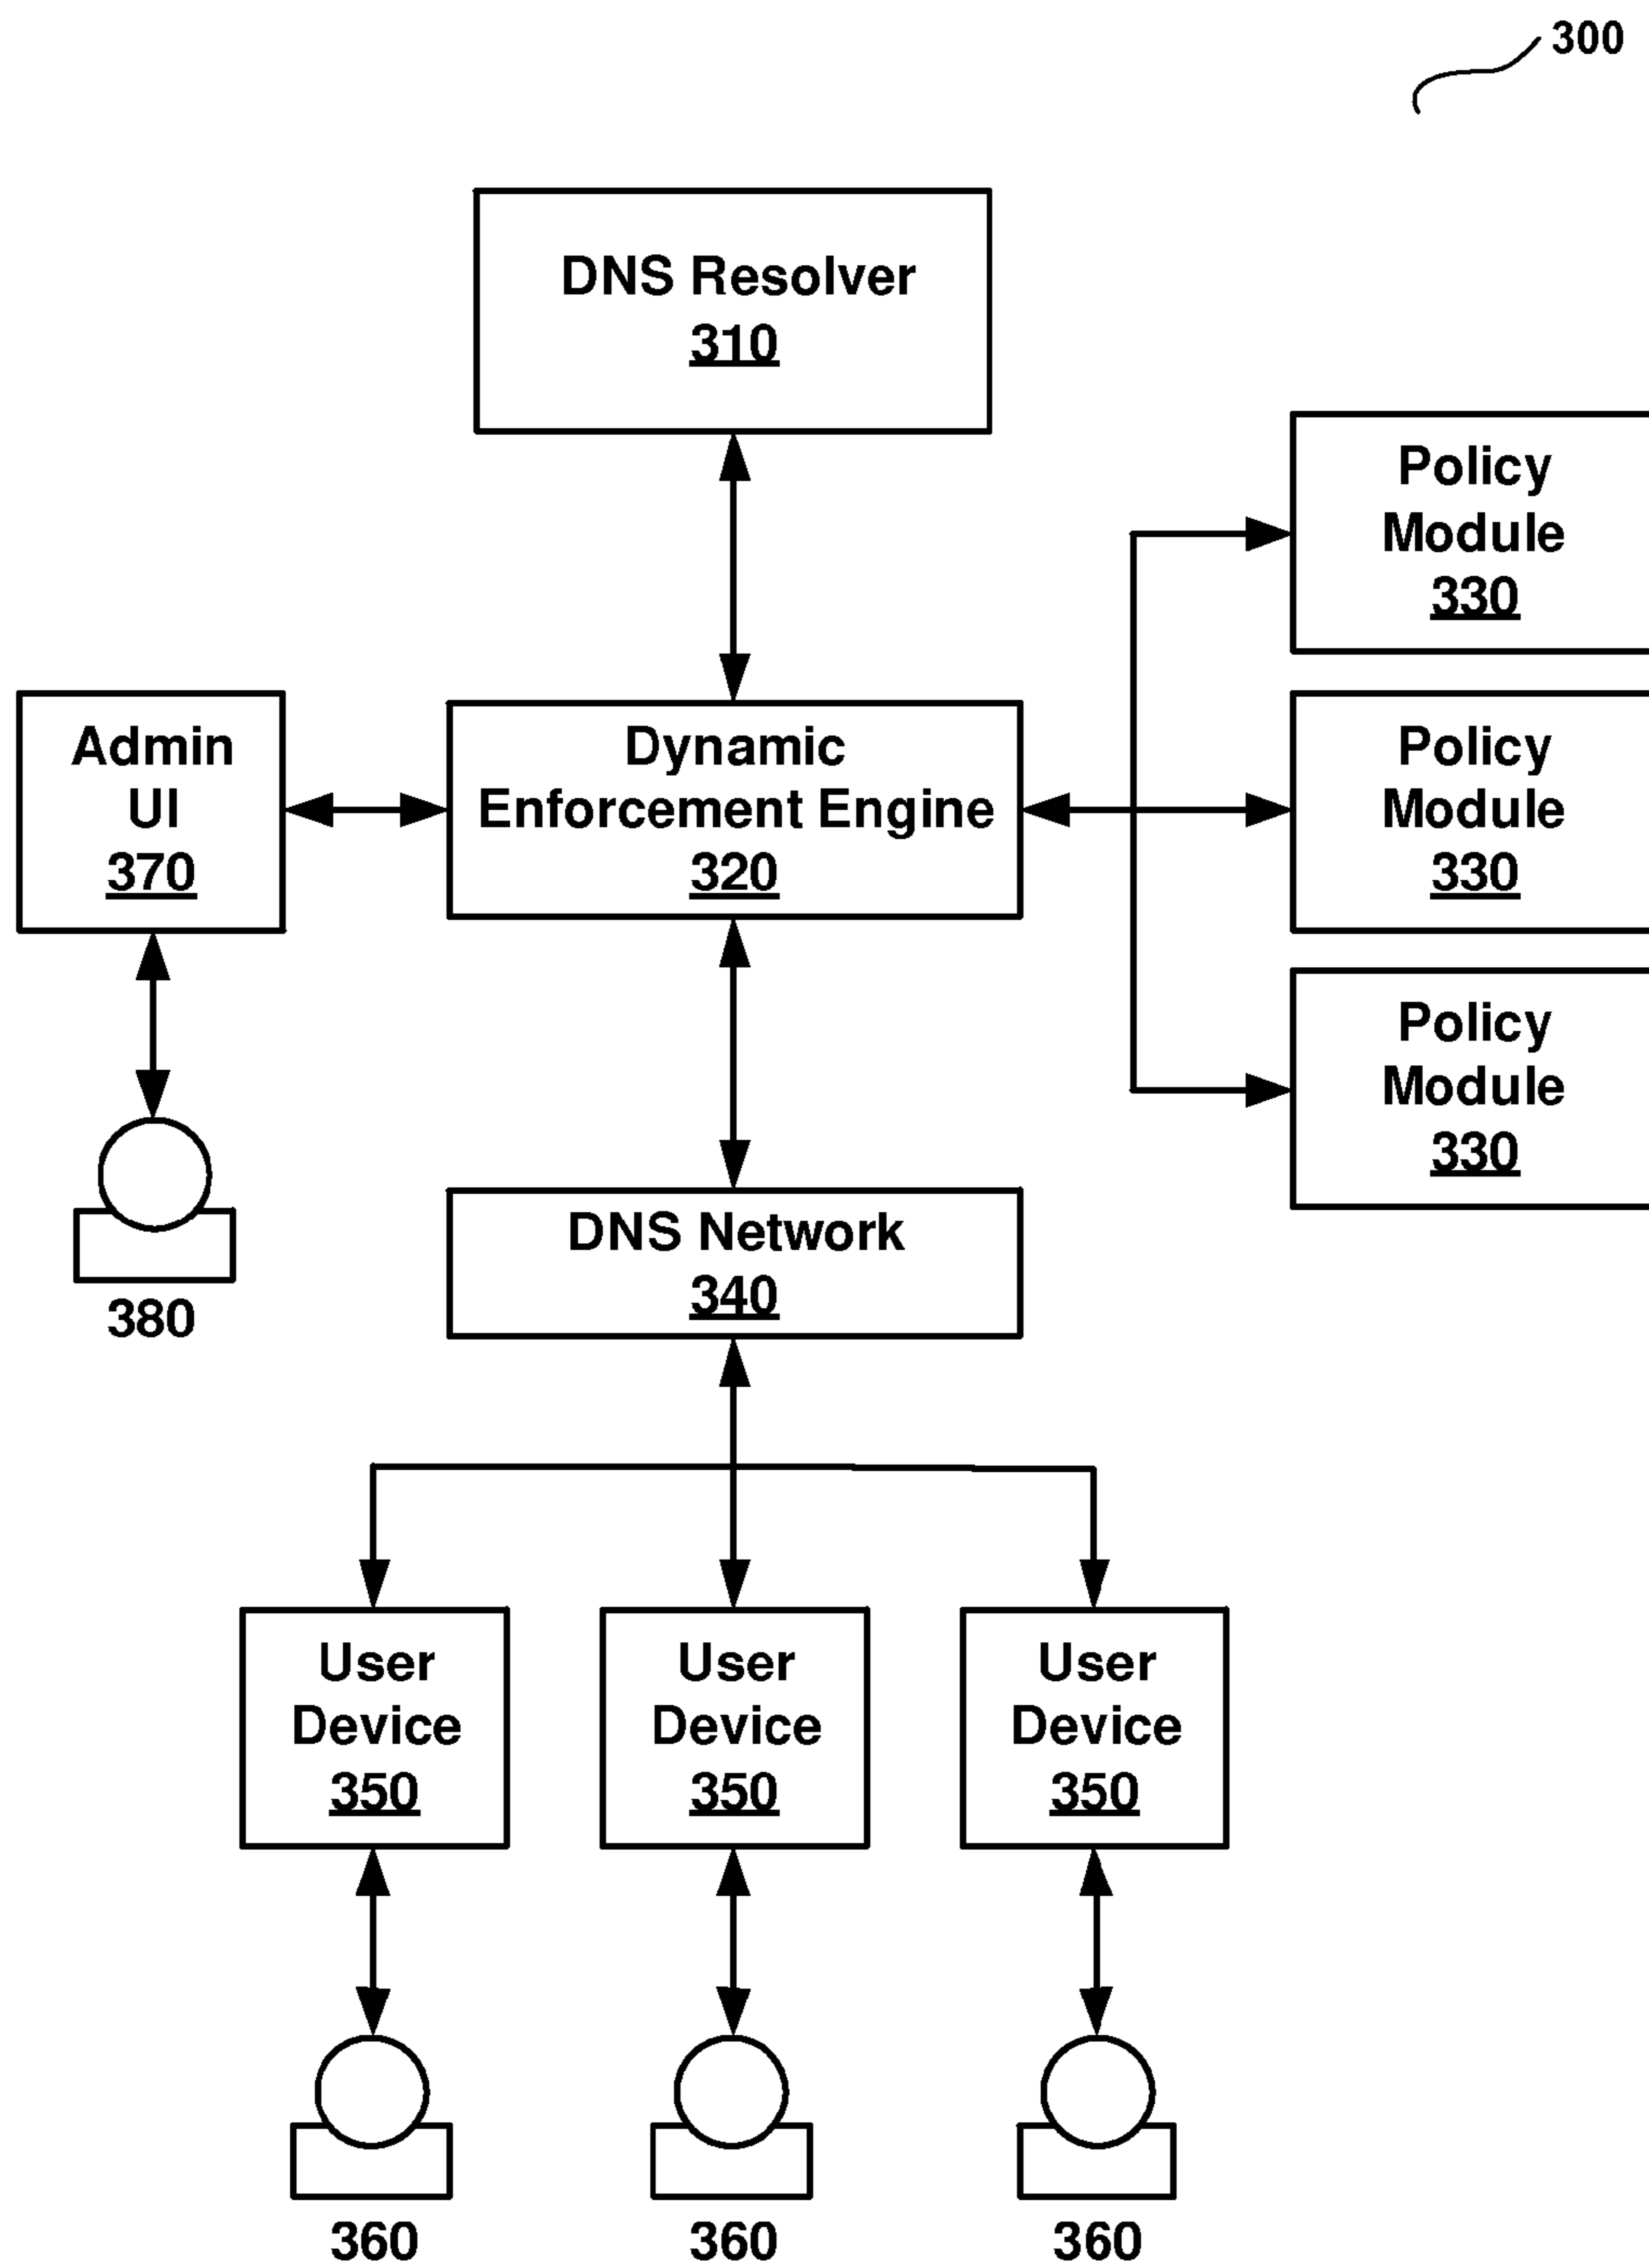 300
DNS Resolver
310
Policy
Module
330
Admin
UI
370
Dynamic
Enforcement Engine
320
Policy
Module
330
Policy
Module
330
DNS Network
340
380
User
Device
350
User
Device
350
User
Device
350
360
360
360